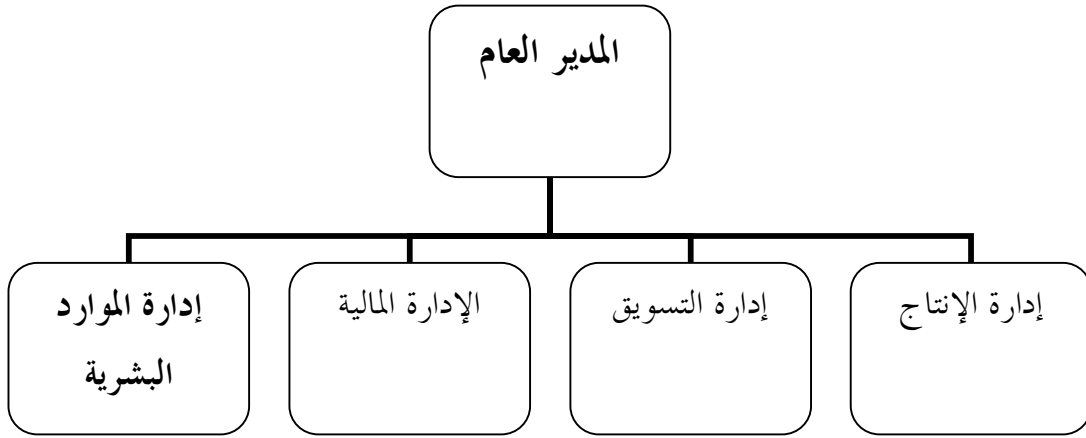 المدير العام
إدارة الإنتاج
إدارة التسويق
الإدارة المالية
إدارة الموارد
البشرية